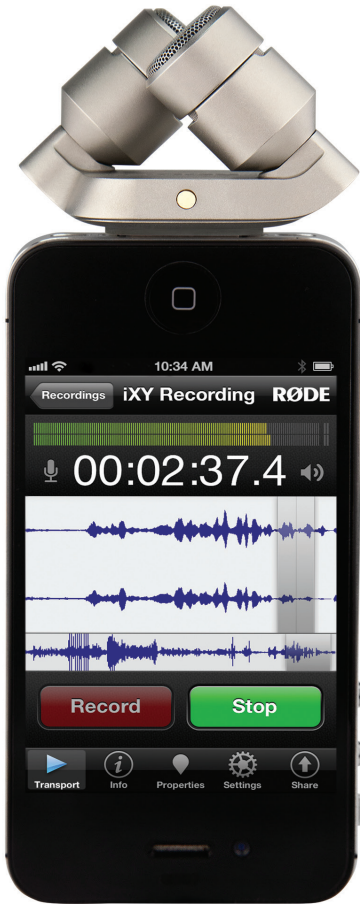 10:34 AM
Recordings iXY Recording RØDE
00:02:37.4
Record Stop
Transport Info Properties Settings Share